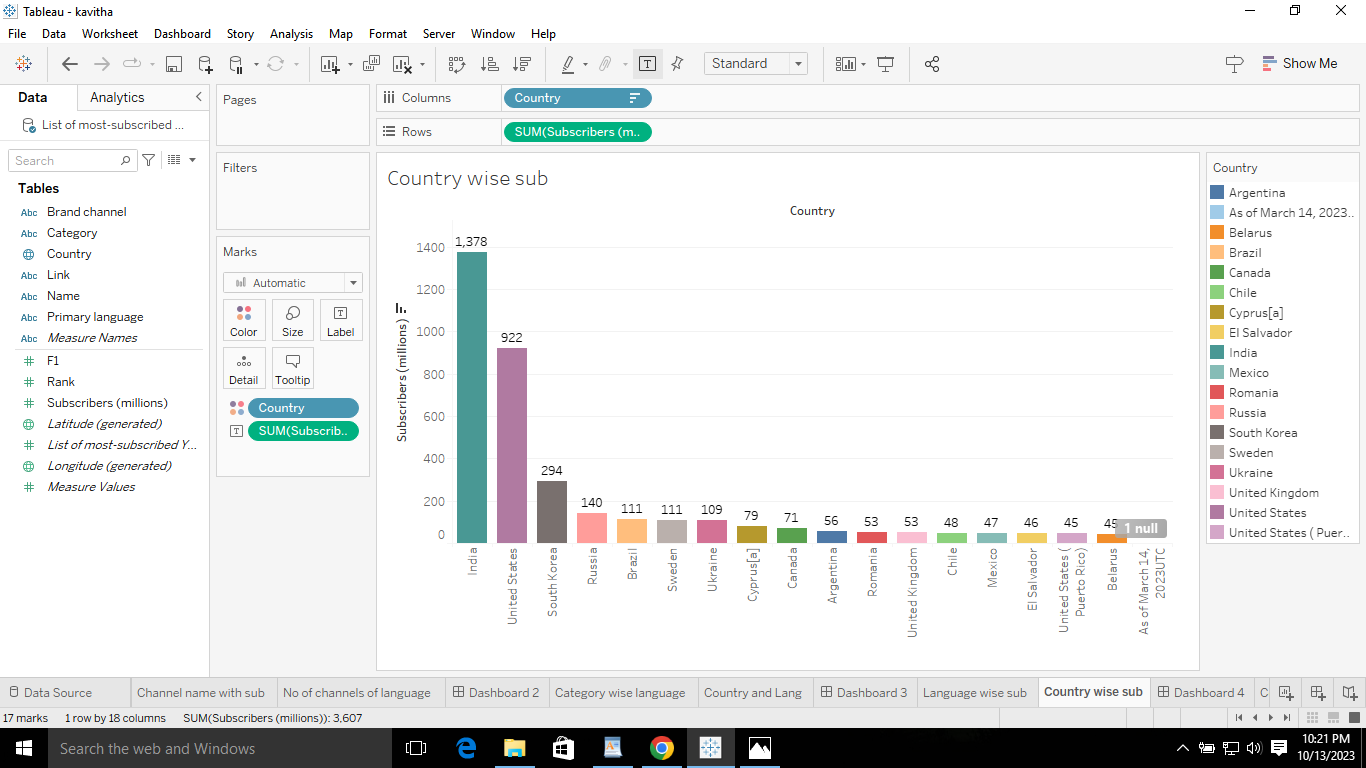 Tableau - kavitha
File Data Worksheet Dashboard Story Analysis Map Format Server Window Help
Standard
Show Me
Data Analytics
List of most-subscribed ...
Search
Tables
Abc Brand channel
Abc Category
Country
Abc Link
Abc Name
Abc Primary language
Abc Measure Names
F1
Rank
Subscribers (millions)
Latitude (generated)
List of most-subscribed Y...
Longitude (generated)
Measure Values
Pages
Filters
Marks
Automatic
Color Size Label
Detail Tooltip
Country
SUM(Subscrib..
Columns Country
Rows SUM(Subscribers (m..
Country wise sub
Country
Subscribers (millions)
1400
1200
1000
800
600
400
200
0
1,378
922
294
140
111
111
109
79
71
56
53
53
48
47
46
45
45
1 null
India
United States
South Korea
Russia
Brazil
Sweden
Ukraine
Cyprus[a]
Canada
Argentina
Romania
United Kingdom
Chile
Mexico
El Salvador
United States (
Puerto Rico)
Belarus
As of March 14,
2023UTC
Country
Argentina
As of March 14, 2023..
Belarus
Brazil
Canada
Chile
Cyprus[a]
El Salvador
India
Mexico
Romania
Russia
South Korea
Sweden
Ukraine
United Kingdom
United States
United States ( Puer..
Data Source Channel name with sub No of channels of language Dashboard 2 Category wise language Country and Lang Dashboard 3 Language wise sub Country wise sub Dashboard 4 C
17 marks 1 row by 18 columns SUM(Subscribers (millions)): 3,607
Search the web and Windows
10:21 PM
10/13/2023